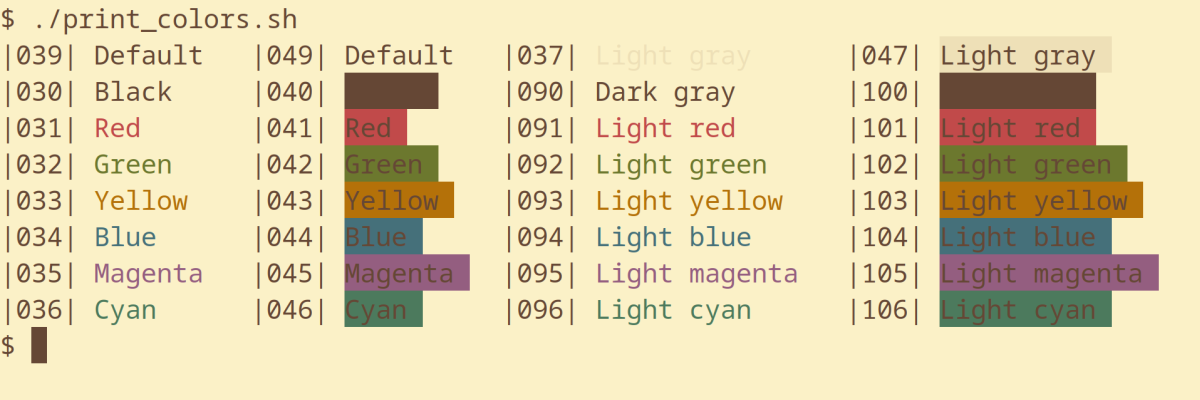 $ ./print_colors.sh
|039| Default |049| Default |037| Light gray |047| Light gray
|030| Black |040| |090| Dark gray |100|
|031| Red |041| Red |091| Light red |101| Light red
|032| Green |042| Green |092| Light green |102| Light green
|033| Yellow |043| Yellow |093| Light yellow |103| Light yellow
|034| Blue |044| Blue |094| Light blue |104| Light blue
|035| Magenta |045| Magenta |095| Light magenta |105| Light magenta
|036| Cyan |046| Cyan |096| Light cyan |106| Light cyan
$